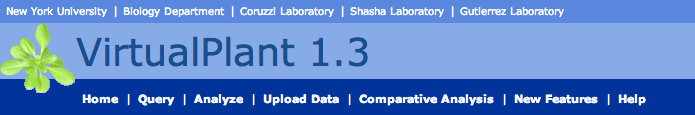 New York University | Biology Department | Coruzzi Laboratory | Shasha Laboratory | Gutierrez Laboratory
VirtualPlant 1.3
Home | Query | Analyze | Upload Data | Comparative Analysis | New Features | Help